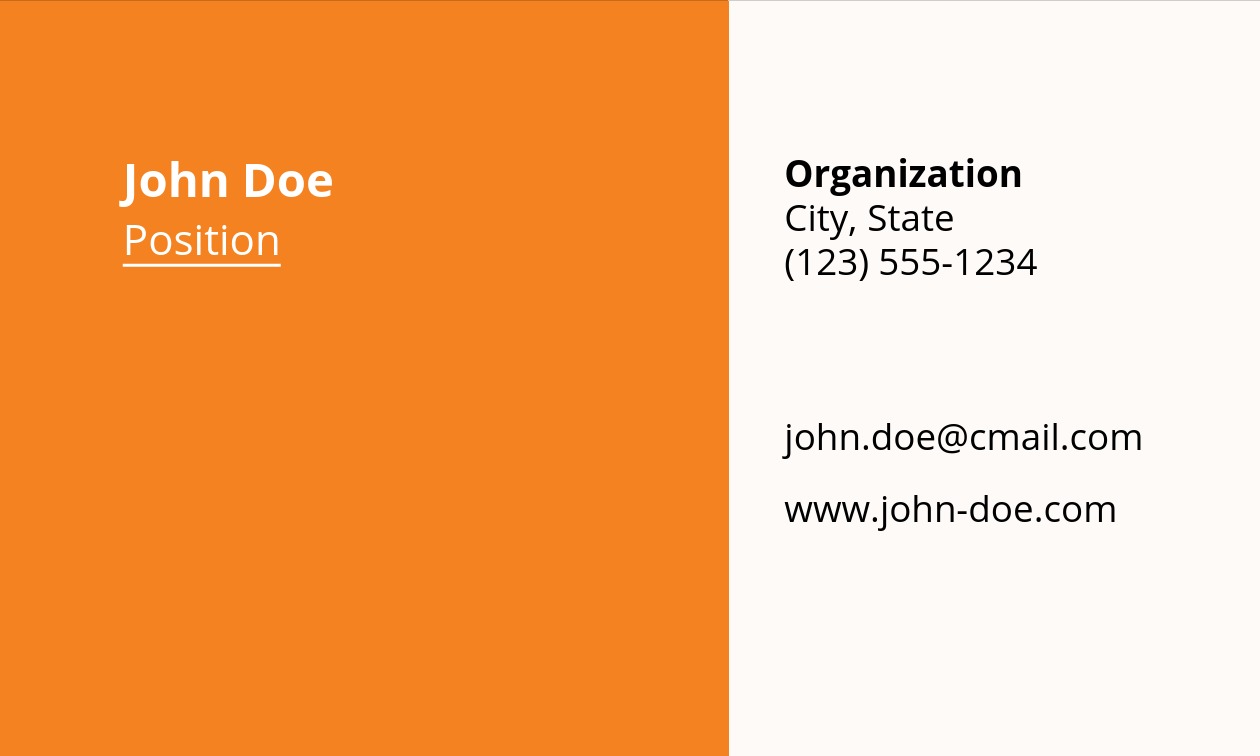 John Doe
Position
Organization
City, State
(123) 555-1234
john.doe@cmail.com
www.john-doe.com